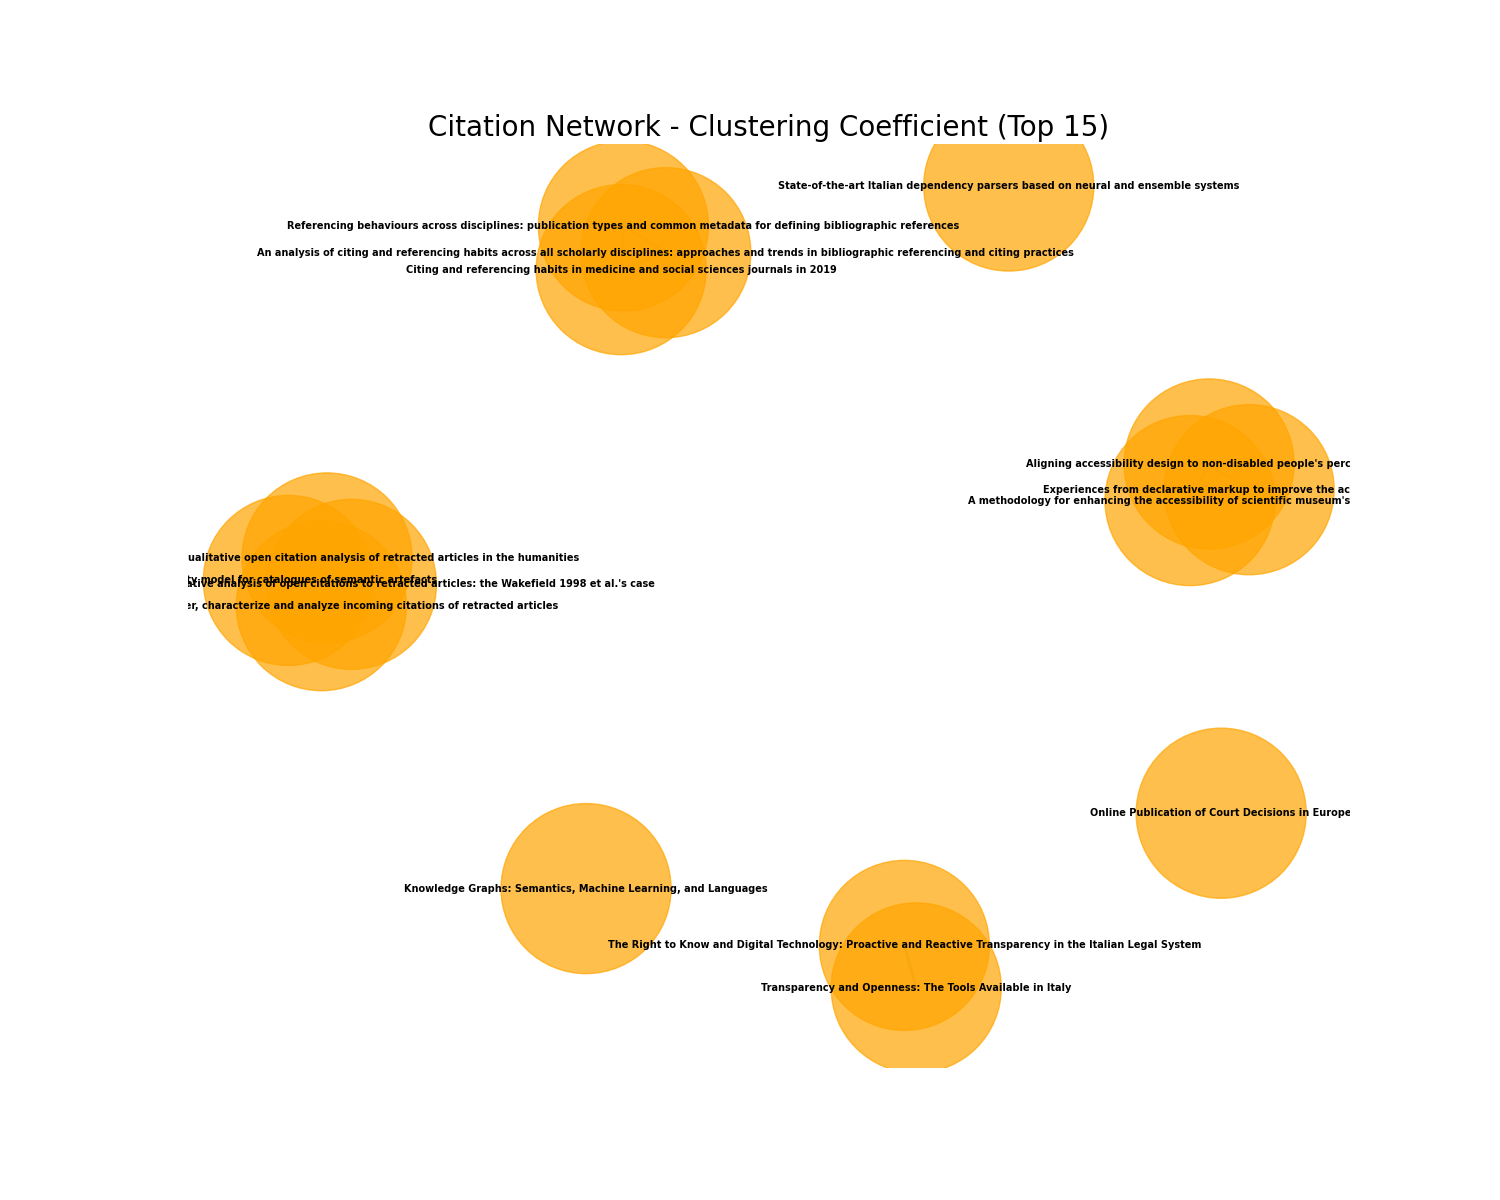 Citation Network - Clustering Coefficient (Top 15)
State-of-the-art Italian dependency parsers based on neural and ensemble systems
Referencing behaviours across disciplines: publication types and common metadata for defining bibliographic references
An analysis of citing and referencing habits across all scholarly disciplines: approaches and trends in bibliographic referencing and citing practices
Citing and referencing habits in medicine and social sciences journals in 2019
Aligning accessibility design to non-disabled people's perc
Experiences from declarative markup to improve the ac
A methodology for enhancing the accessibility of scientific museum's
ualitative open citation analysis of retracted articles in the humanities
ty model for catalogues of semantic artefacts
ative analysis of open citations to retracted articles: the Wakefield 1998 et al.'s case
er, characterize and analyze incoming citations of retracted articles
Online Publication of Court Decisions in Europe
Knowledge Graphs: Semantics, Machine Learning, and Languages
The Right to Know and Digital Technology: Proactive and Reactive Transparency in the Italian Legal System
Transparency and Openness: The Tools Available in Italy